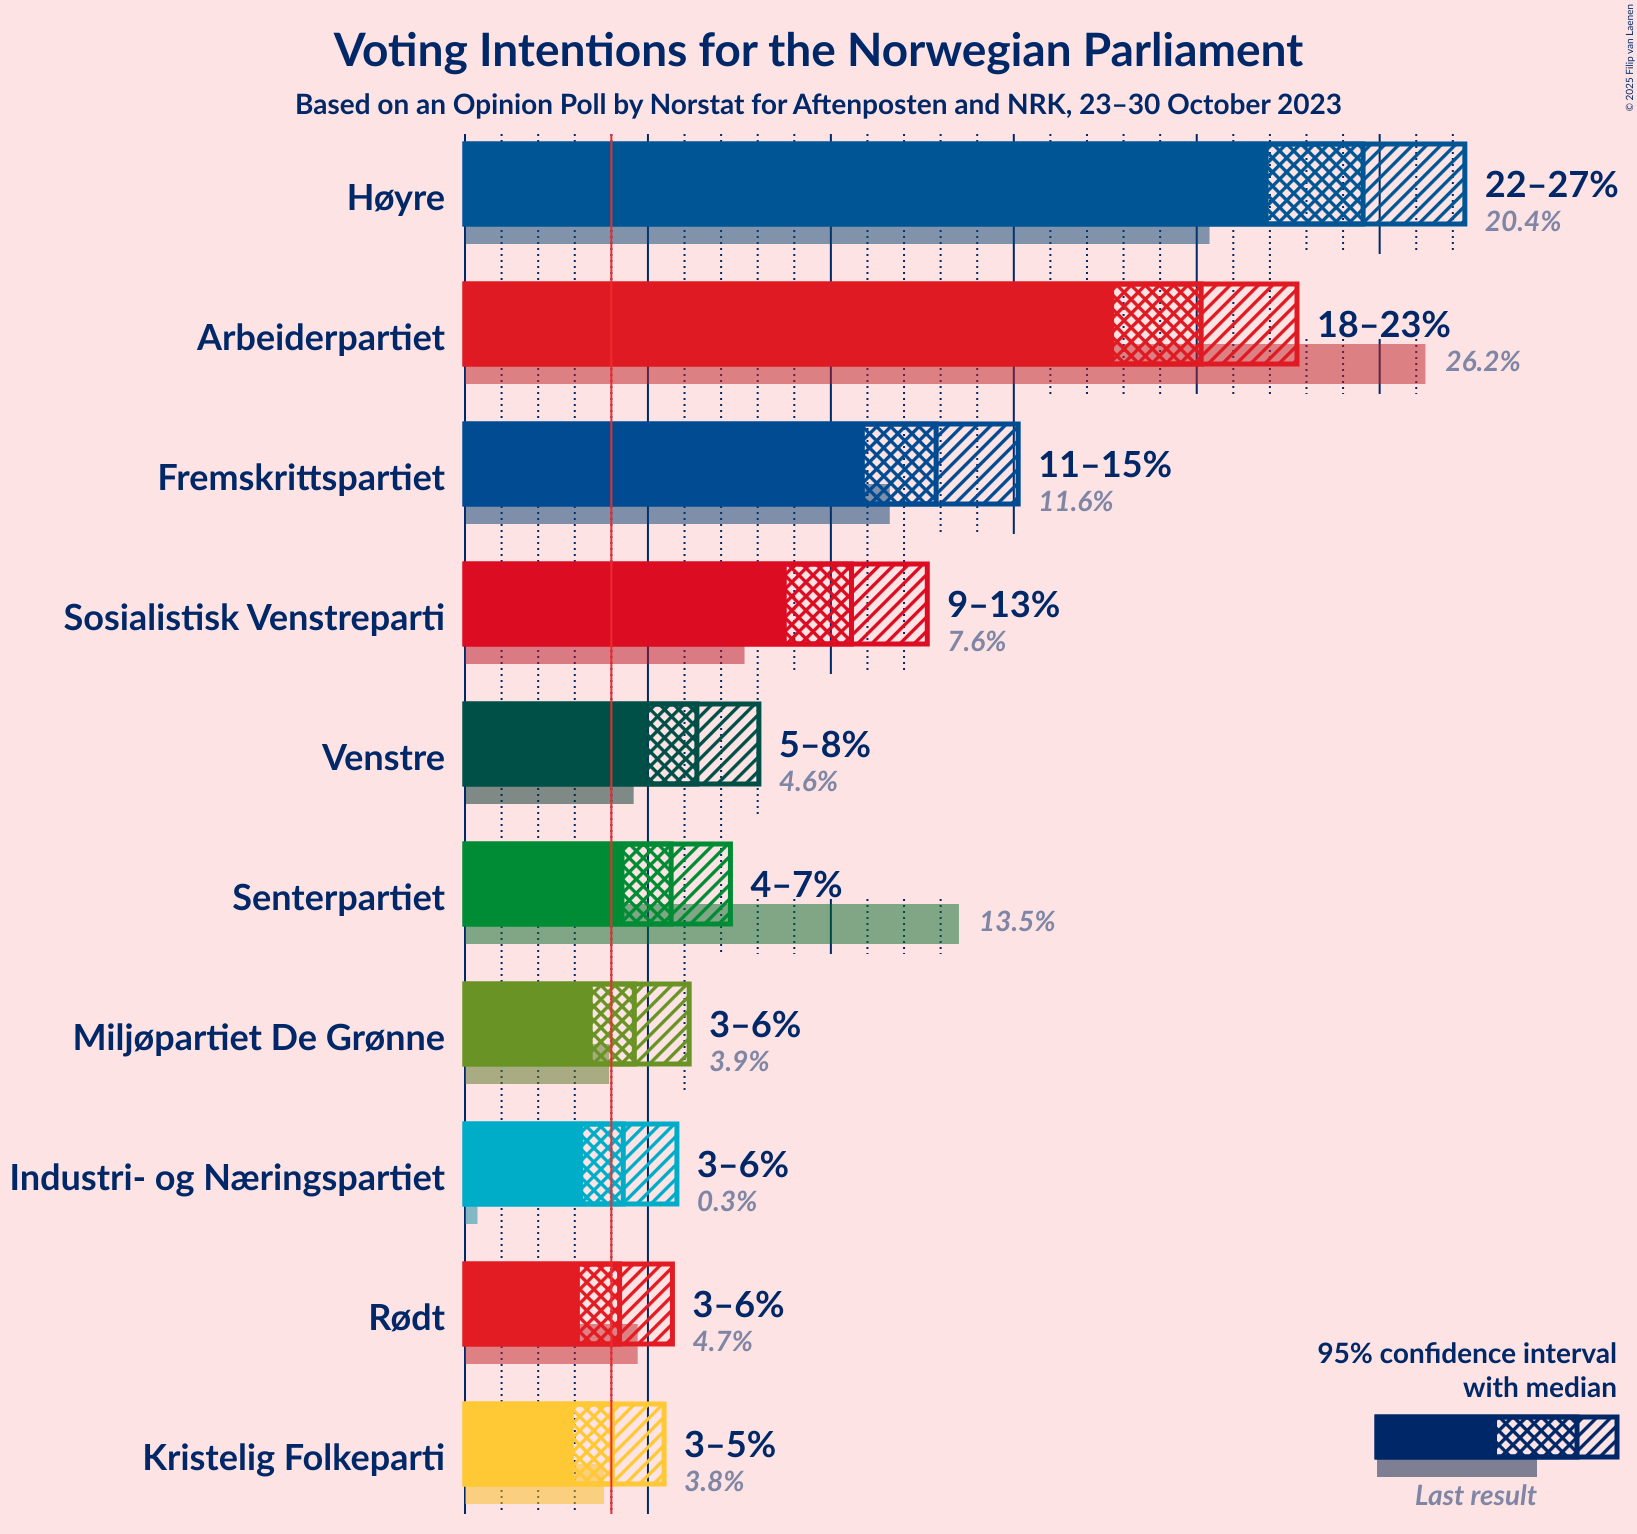 © 2025 Filip van Laenen
Voting Intentions for the Norwegian Parliament
Based on an Opinion Poll by Norstat for Aftenposten and NRK, 23–30 October 2023
Høyre
22–27%
20.4%
Arbeiderpartiet
18–23%
26.2%
Fremskrittspartiet
11–15%
11.6%
Sosialistisk Venstreparti
9–13%
7.6%
Venstre
5–8%
4.6%
Senterpartiet
4–7%
13.5%
Miljøpartiet De Grønne
3–6%
3.9%
Industri- og Næringspartiet
3–6%
0.3%
Rødt
3–6%
4.7%
Kristelig Folkeparti
3–5%
3.8%
95% confidence interval
with median
Last result